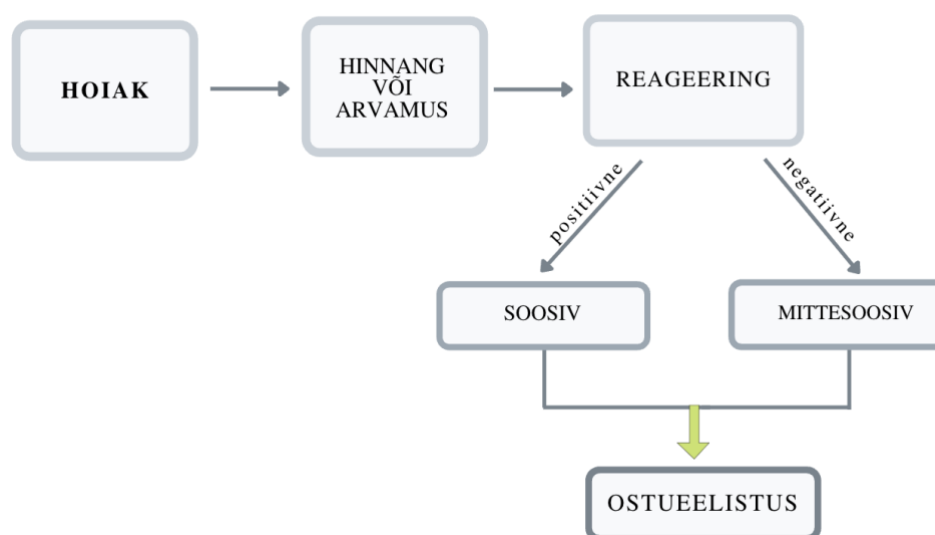 HOIAK
HINNANG
VÕI
ARVAMUS
REAGEERING
positiivne
negatiivne
SOOSIV
MITTESOOSIV
OSTUEELISTUS